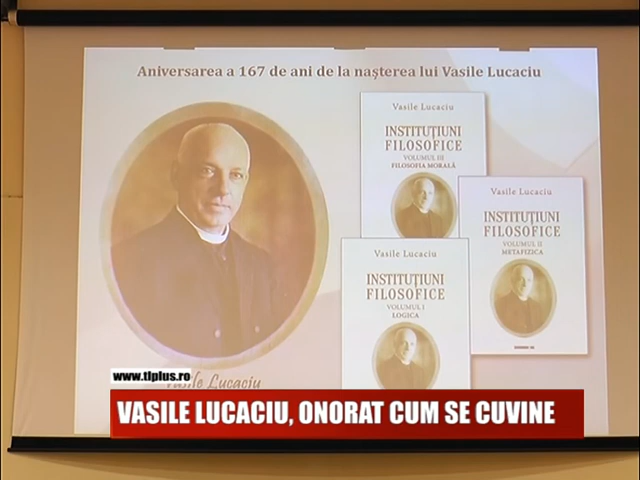 Aniversarea a 167 de ani de la nașterea lui Vasile Lucaciu
Vasile Lucaciu
INSTITUȚIUNI
FILOSOFICE
VOLUMUL III
FILOSOFIA MORALĂ
Vasile Lucaciu
INSTITUȚIUNI
FILOSOFICE
VOLUMUL II
METAFIZICA
Vasile Lucaciu
INSTITUȚIUNI
FILOSOFICE
VOLUMUL I
LOGICA
Vasile Lucaciu
www.tlplus.ro
VASILE LUCACIU, ONORAT CUM SE CUVINE